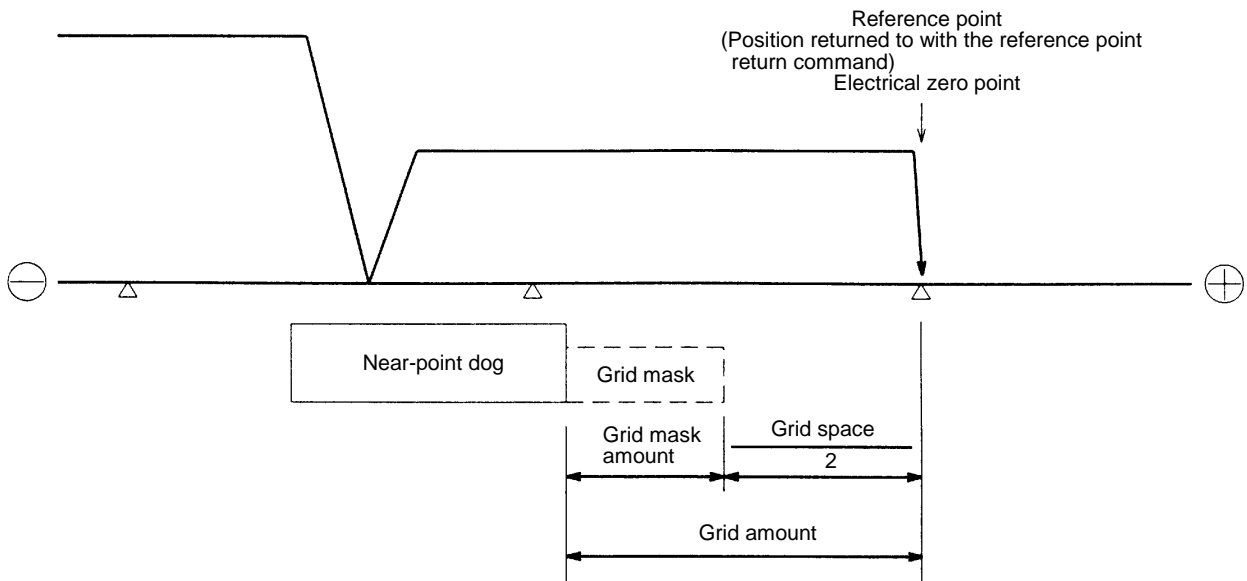 Reference point
(Position returned to with the reference point
return command)
Electrical zero point
Near-point dog
Grid mask
Grid mask
amount
Grid space
2
Grid amount